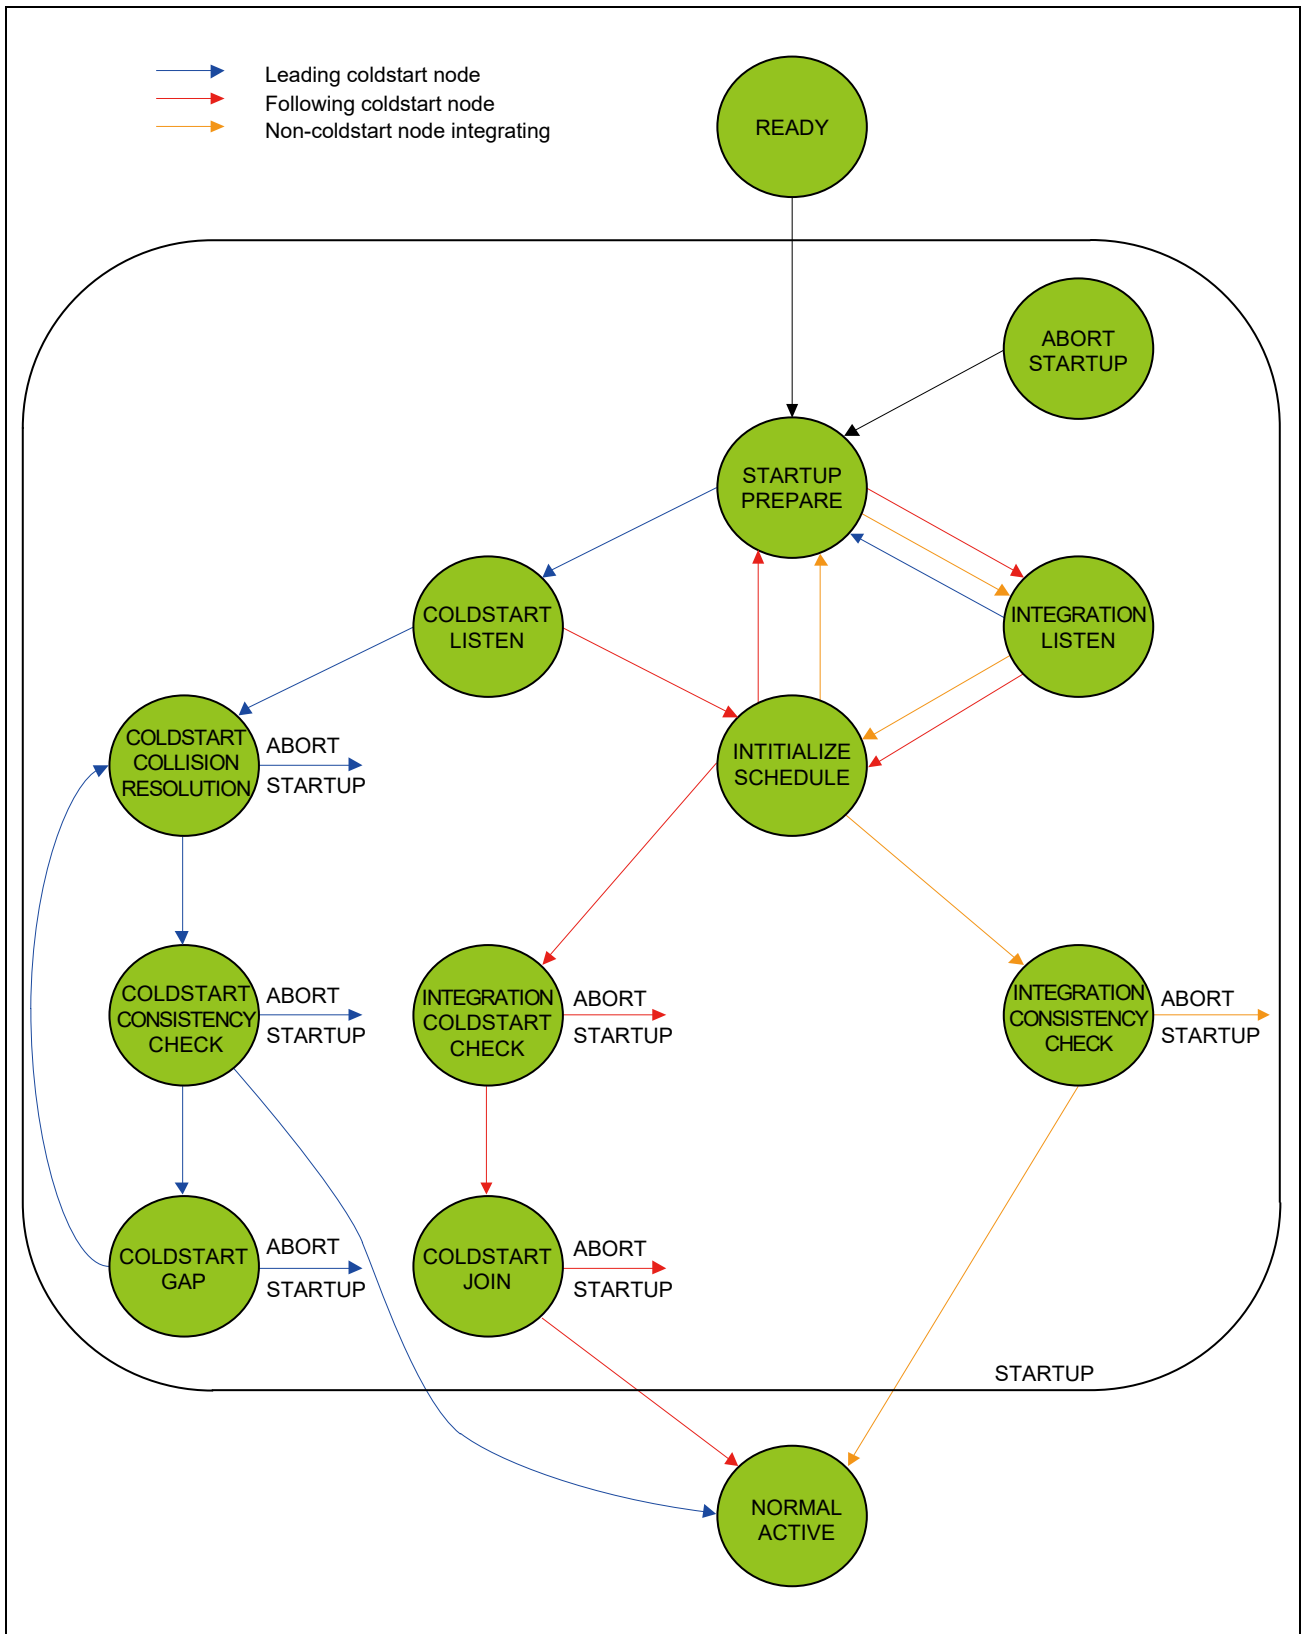 Leading coldstart node
Following coldstart node
Non-coldstart node integrating
READY
ABORT
STARTUP
STARTUP
PREPARE
COLDSTART
LISTEN
INTEGRATION
LISTEN
COLDSTART
COLLISION
RESOLUTION
ABORT
STARTUP
INTITIALIZE
SCHEDULE
COLDSTART
CONSISTENCY
CHECK
ABORT
STARTUP
INTEGRATION
COLDSTART
CHECK
ABORT
STARTUP
INTEGRATION
CONSISTENCY
CHECK
ABORT
STARTUP
COLDSTART
GAP
ABORT
STARTUP
COLDSTART
JOIN
ABORT
STARTUP
STARTUP
NORMAL
ACTIVE